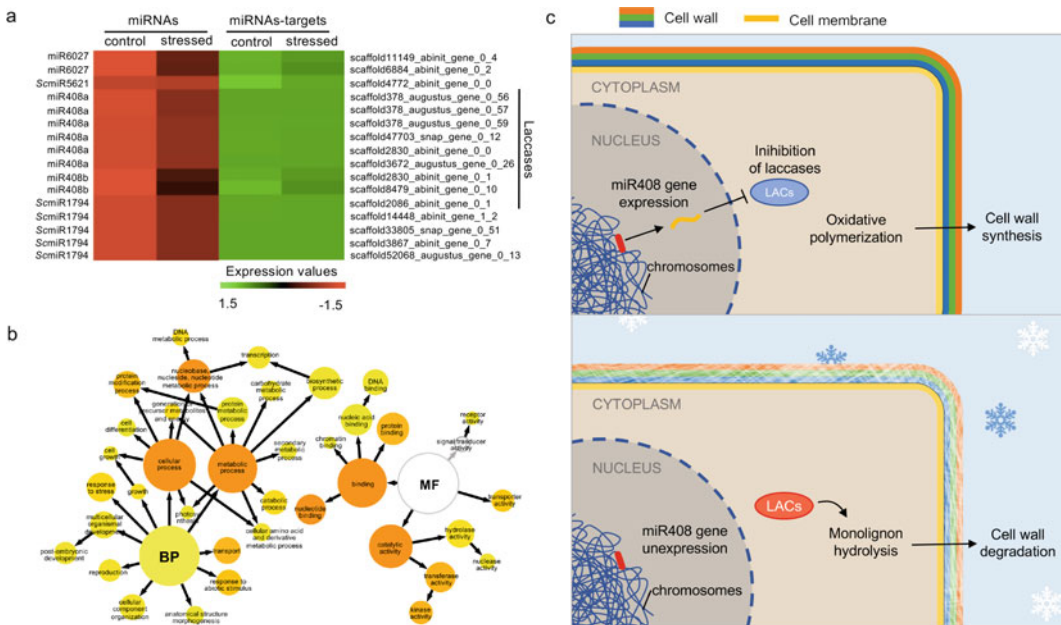 a
miRNAs
miRNAs-targets
control
stressed
control
stressed
miR6027
miR6027
ScmiR5621
miR408a
miR408a
miR408a
miR408a
miR408a
miR408a
miR408b
miR408b
ScmiR1794
ScmiR1794
ScmiR1794
ScmiR1794
ScmiR1794
scaffold11149_abinit_gene_0_4
scaffold6884_abinit_gene_0_2
scaffold4772_abinit_gene_0_0
scaffold378_augustus_gene_0_56
scaffold378_augustus_gene_0_57
scaffold378_augustus_gene_0_59
scaffold47703_snap_gene_0_12
scaffold2830_abinit_gene_0_0
scaffold3672_augustus_gene_0_26
scaffold2830_abinit_gene_0_1
scaffold8479_abinit_gene_0_10
scaffold2086_abinit_gene_0_1
scaffold14448_abinit_gene_1_2
scaffold33805_snap_gene_0_51
scaffold3867_abinit_gene_0_7
scaffold52068_augustus_gene_0_13
Laccases
Expression values
1.5
-1.5
b
DNA
metabolic process
transcription
nucleobase,
nucleoside, nucleotide
metabolic process
protein
modification
process
carbohydrate
metabolic
process
biosynthetic
process
generation of
precursor metabolites
and energy
protein
metabolic
process
cell
differentiation
cell
growth
cellular
process
metabolic
process
secondary
metabolic
process
response
to stress
growth
catabolic
process
multicellular
organismal
development
photosynthesis
cellular amino acid
and derivative
metabolic process
post-embryonic
development
BP
transport
reproduction
response to
abiotic stimulus
cellular
component
organization
anatomical structure
morphogenesis
DNA
binding
nucleic acid
binding
protein
binding
receptor
activity
chromatin
binding
signal transducer
activity
binding
MF
nucleotide
binding
transporter
activity
catalytic
activity
hydrolase
activity
nuclease
activity
transferase
activity
kinase
activity
c
Cell wall
Cell membrane
CYTOPLASM
NUCLEUS
miR408 gene
expression
Inihibition
of laccases
LACs
Oxidative
polymerization
Cell wall
synthesis
chromosomes
CYTOPLASM
NUCLEUS
LACs
miR408 gene
unexpression
Monolignon
hydrolysis
Cell wall
degradation
chromosomes